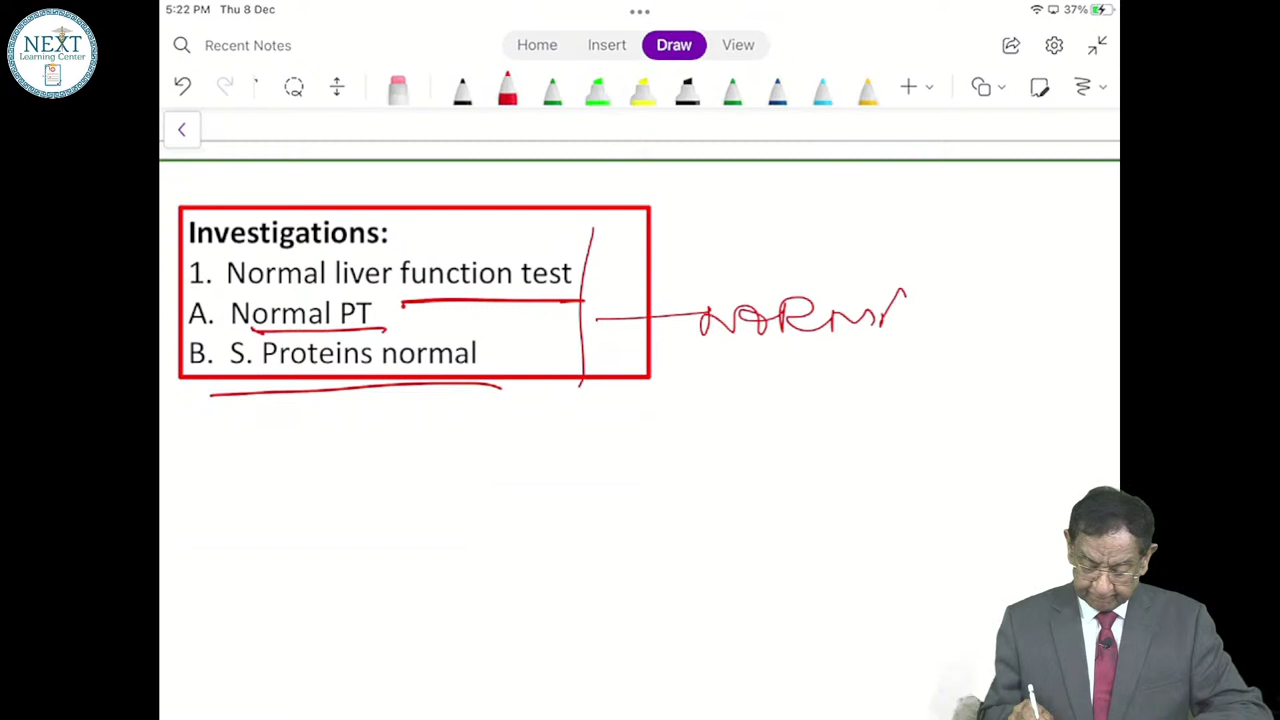 5:22 PM Thu 8 Dec
37%
NEXT
Learning Center
Recent Notes
Home Insert Draw View
Investigations:
1. Normal liver function test
A. Normal PT
B. S. Proteins normal
NORMA